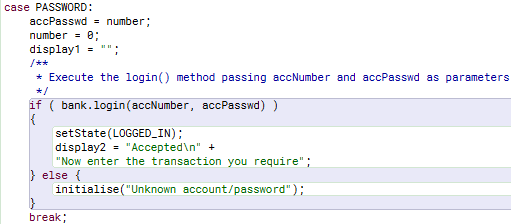 case PASSWORD:
accPasswd = number;
number = 0;
display1 = "";
/**
* Execute the login() method passing accNumber and accPasswd as parameters
*/
if ( bank.login(accNumber, accPasswd) )
{
setState(LOGGED_IN);
display2 = "Accepted\n" +
"Now enter the transaction you require";
} else {
initialise("Unknown account/password");
}
break;